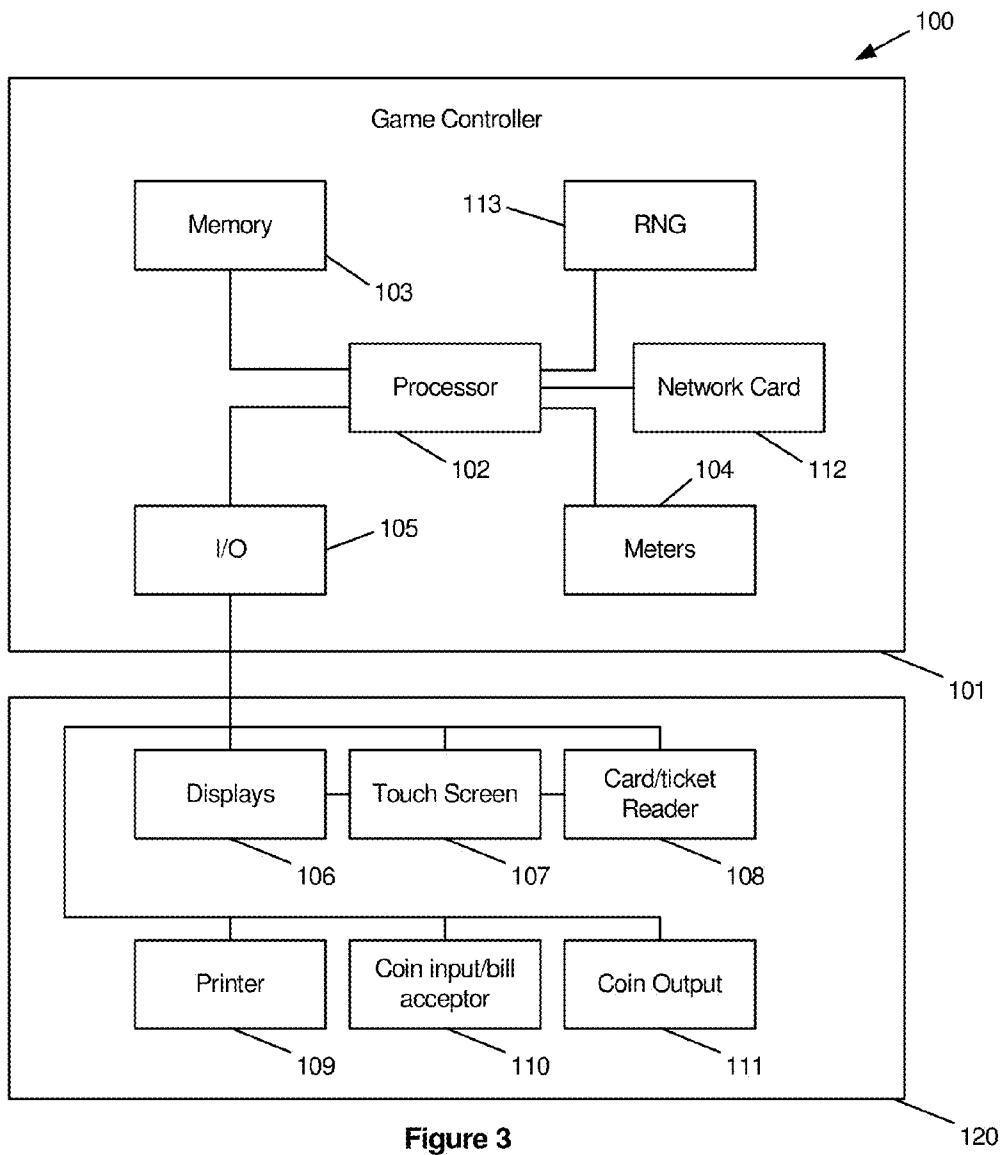 100
Game Controller
Memory
113
RNG
103
Processor
Network Card
102
104
112
105
I/O
Meters
101
Displays
Touch Screen
Card/ticket
Reader
106
107
108
Printer
Coin input/bill
acceptor
Coin Output
109
110
111
120
Figure 3